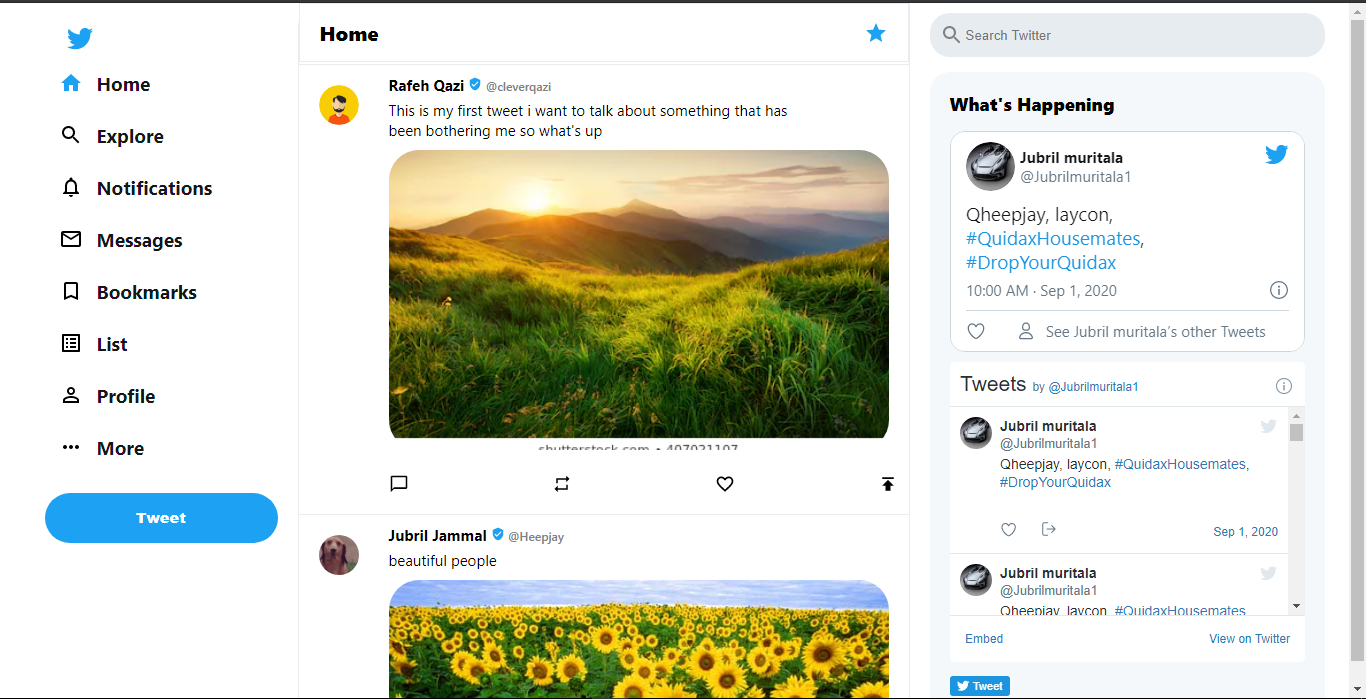 Home
Explore
Notifications
Messages
Bookmarks
List
Profile
More
Tweet
Home
Rafeh Qazi @cleverqazi
This is my first tweet i want to talk about something that has
been bothering me so what's up
shutterstock.com • 407021107
Jubril Jammal @Heepjay
beautiful people
Search Twitter
What's Happening
Jubril muritala
@Jubrilmuritala1
Qheepjay, laycon,
#QuidaxHousemates,
#DropYourQuidax
10:00 AM · Sep 1, 2020
See Jubril muritala's other Tweets
Tweets by @Jubrilmuritala1
Jubril muritala
@Jubrilmuritala1
Qheepjay, laycon, #QuidaxHousemates,
#DropYourQuidax
Sep 1, 2020
Jubril muritala
@Jubrilmuritala1
Qheepjay, laycon, #QuidaxHousemates
Embed
View on Twitter
Tweet